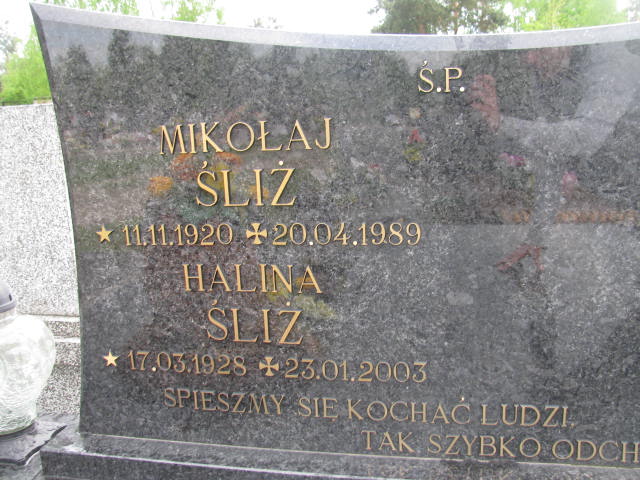 Ś.P.
MIKOŁAJ
ŚLIŻ
★ 11.11.1920 ✠ 20.04.1989
HALINA
ŚLIŻ
★ 17.03.1928 ✠ 23.01.2003
SPIESZMY SIĘ KOCHAĆ LUDZI,
TAK SZYBKO ODCH